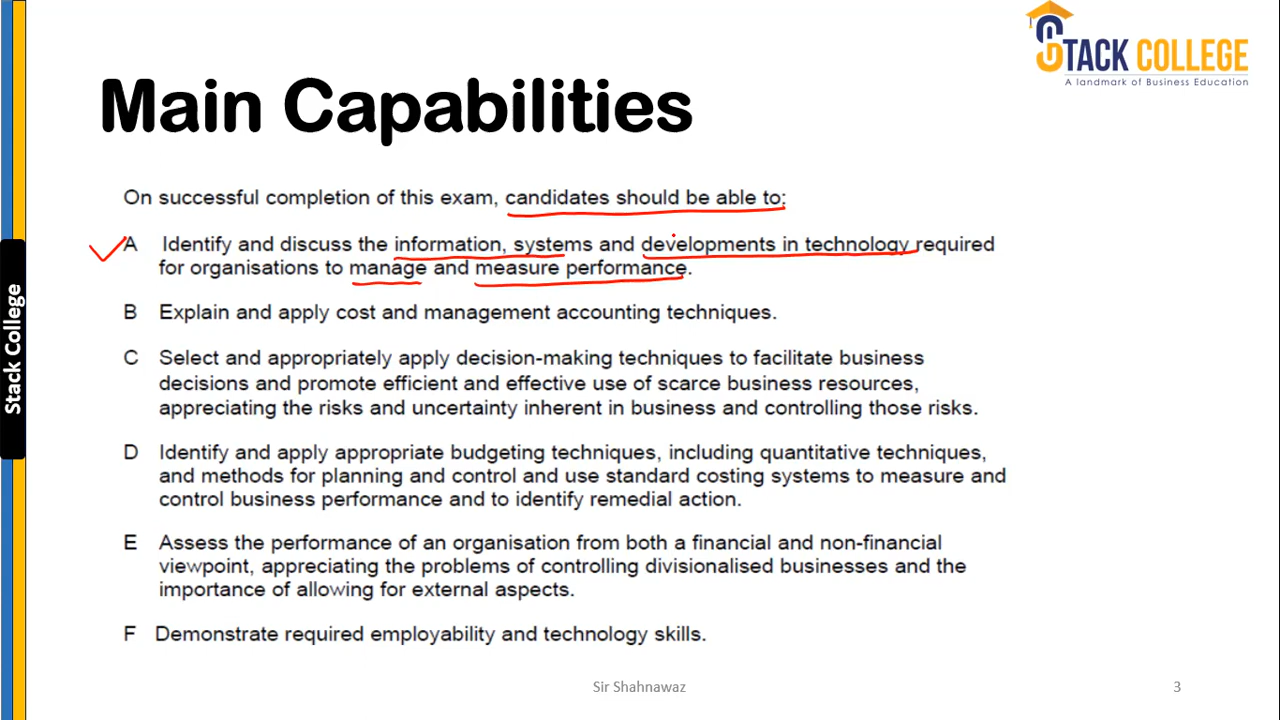 STACK COLLEGE
A landmark of Business Education
Main Capabilities
On successful completion of this exam, candidates should be able to:
A Identify and discuss the information, systems and developments in technology required
for organisations to manage and measure performance.
B Explain and apply cost and management accounting techniques.
C Select and appropriately apply decision-making techniques to facilitate business
decisions and promote efficient and effective use of scarce business resources,
appreciating the risks and uncertainty inherent in business and controlling those risks.
D Identify and apply appropriate budgeting techniques, including quantitative techniques,
and methods for planning and control and use standard costing systems to measure and
control business performance and to identify remedial action.
E Assess the performance of an organisation from both a financial and non-financial
viewpoint, appreciating the problems of controlling divisionalised businesses and the
importance of allowing for external aspects.
F Demonstrate required employability and technology skills.
Stack College
Sir Shahnawaz
3